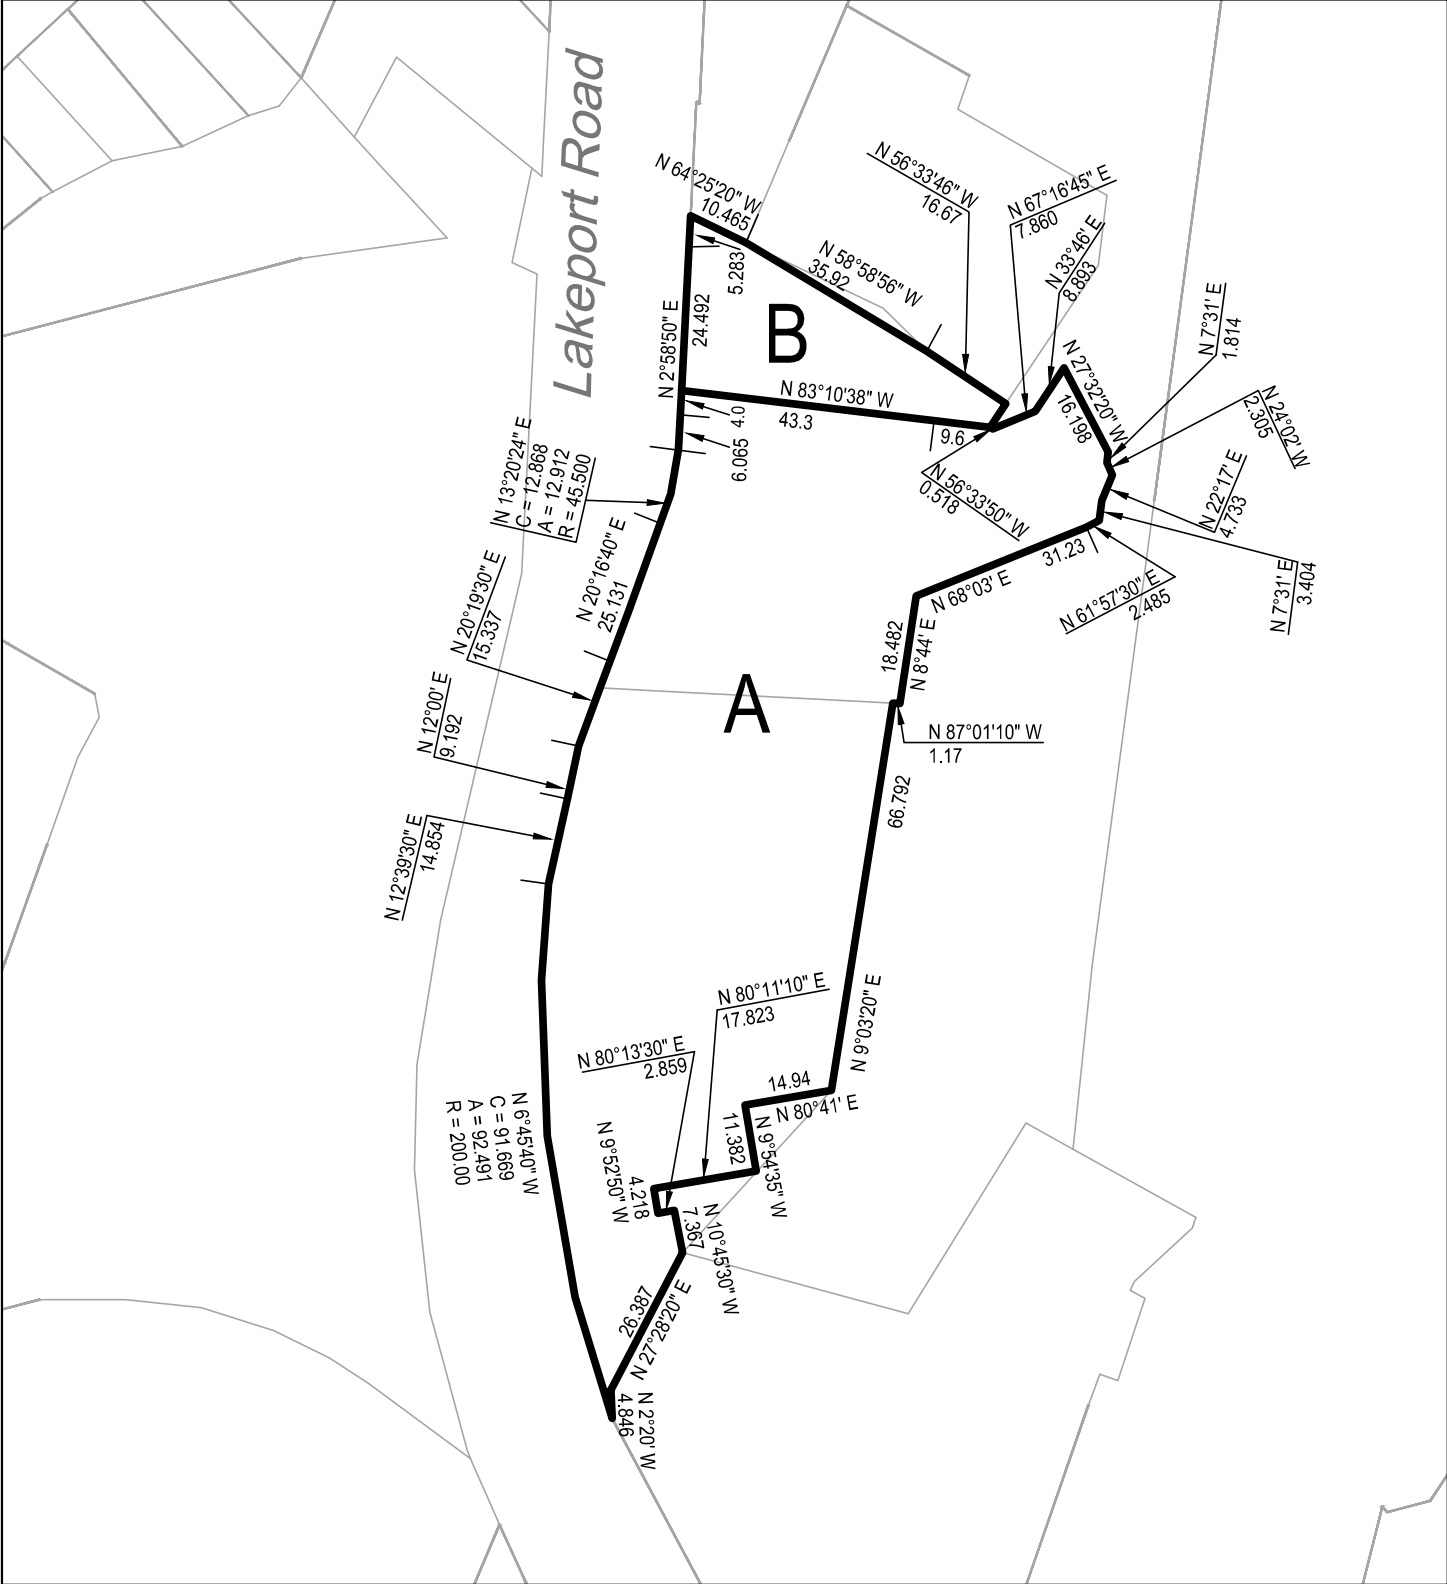 Lakeport Road
N 64°25'20" W
10.465
N 56°33'46" W
16.67
N 67°16'45" E
7.860
N 33°46' E
8.893
5.283
N 58°58'56" W
35.92
N 2°58'50" E
24.492
B
N 7°31' E
1.814
N 27°32'20" W
16.198
N 24°02' W
2.305
N 83°10'38" W
43.3
9.6
4.0
6.065
N 13°20'24" E
C = 12.868
A = 12.912
R = 45.500
N 56°33'50" W
0.518
N 22°17' E
4.733
N 20°16'40" E
25.131
31.23
N 68°03' E
N 61°57'30" E
2.485
N 7°31' E
3.404
N 20°19'30" E
15.337
18.482
N 8°44' E
N 12°00' E
9.192
A
N 87°01'10" W
1.17
66.792
N 12°39'30" E
14.854
N 80°11'10" E
17.823
N 9°03'20" E
N 80°13'30" E
2.859
14.94
N 80°41' E
N 6°45'40" W
C = 91.669
A = 92.491
R = 200.00
11.382
N 9°54'35" W
N 9°52'50" W
4.218
7.367
N 10°45'30" W
26.387
N 27°28'20" E
N 2°20' W
4.846